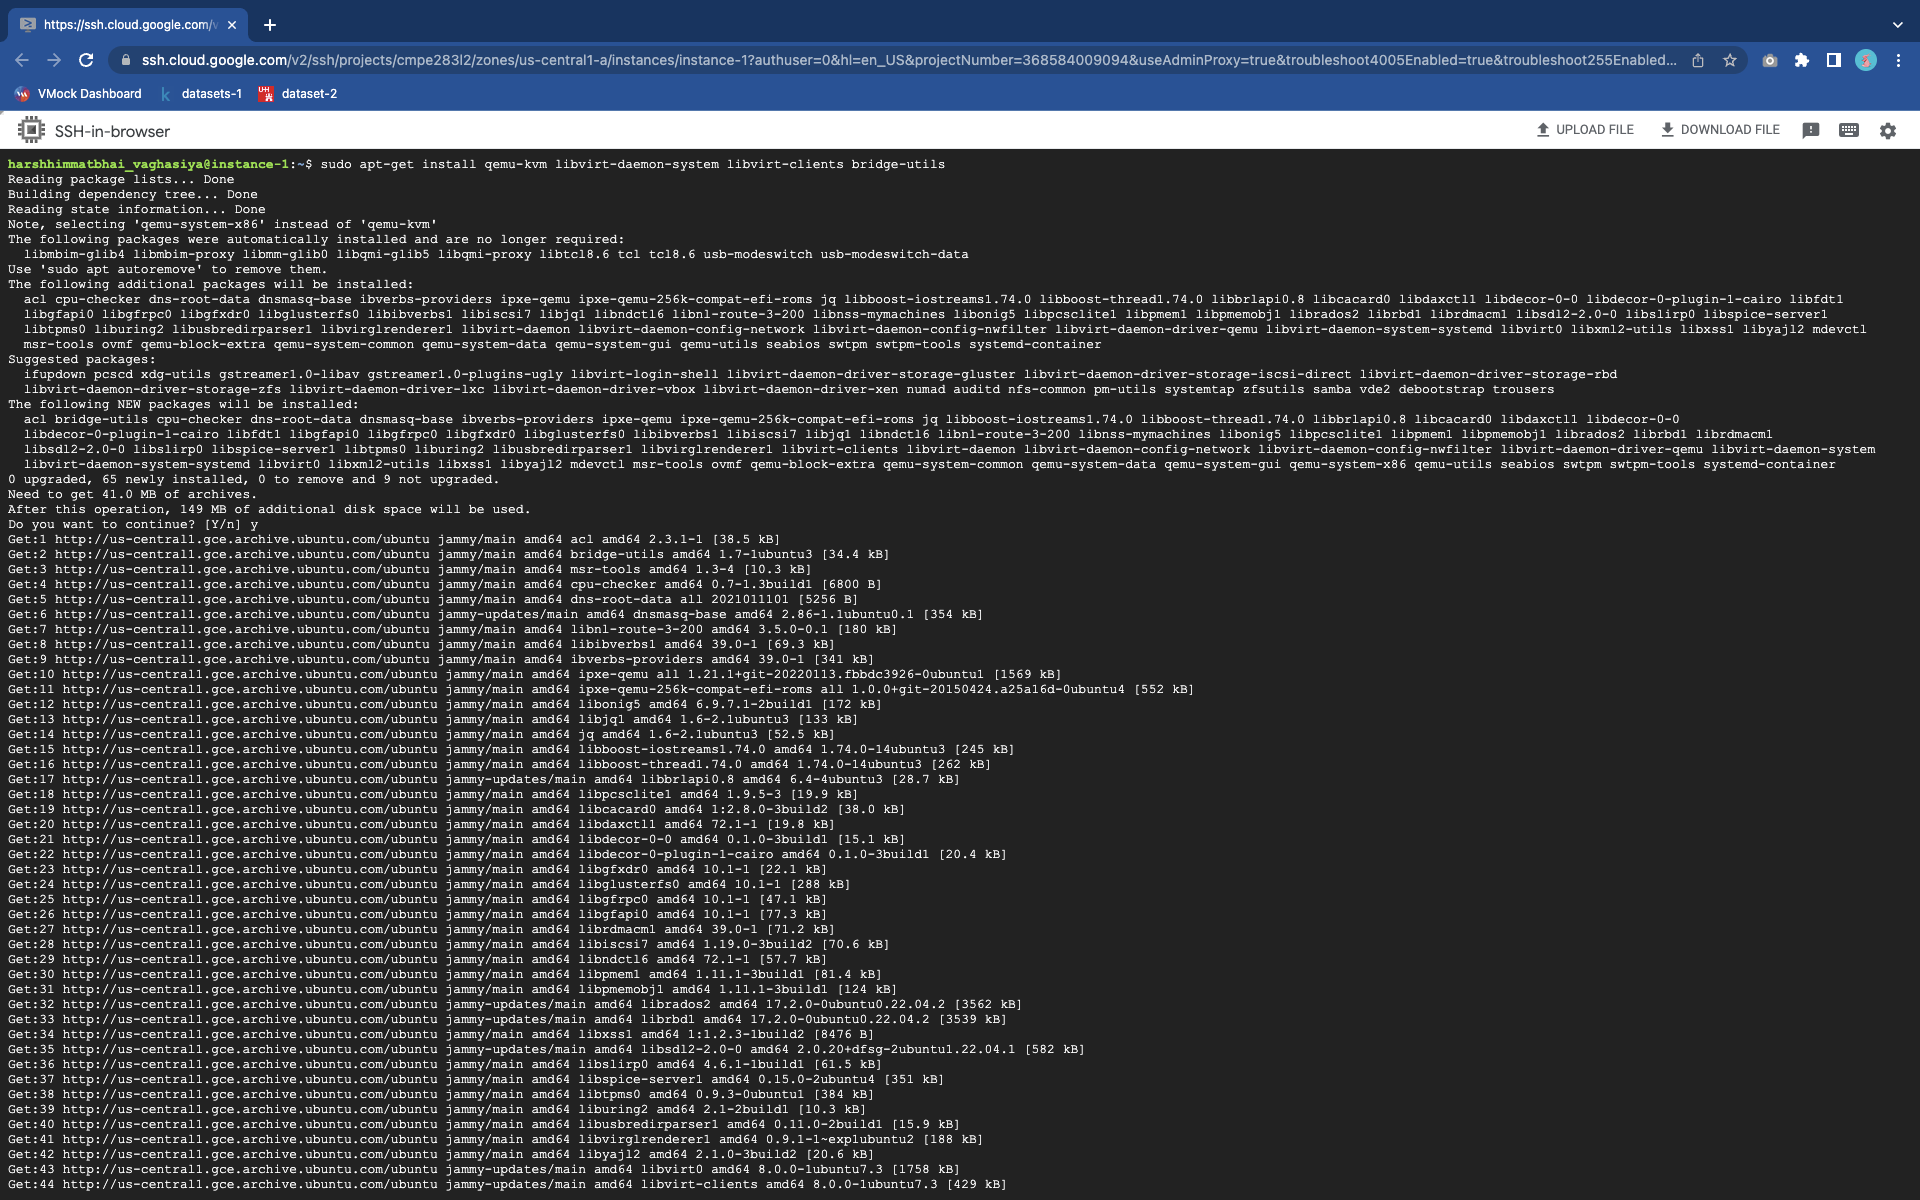 https://ssh.cloud.google.com/v
ssh.cloud.google.com/v2/ssh/projects/cmpe283l2/zones/us-central1-a/instances/instance-1?authuser=0&hl=en_US&projectNumber=368584009094&useAdminProxy=true&troubleshoot4005Enabled=true&troubleshoot255Enabled...
VMock Dashboard datasets-1 dataset-2
SSH-in-browser UPLOAD FILE DOWNLOAD FILE
harshhimmatbhai_vaghasiya@instance-1:~$ sudo apt-get install qemu-kvm libvirt-daemon-system libvirt-clients bridge-utils
Reading package lists... Done
Building dependency tree... Done
Reading state information... Done
Note, selecting 'qemu-system-x86' instead of 'qemu-kvm'
The following packages were automatically installed and are no longer required:
libmbim-glib4 libmbim-proxy libmm-glib0 libqmi-glib5 libqmi-proxy libtcl8.6 tcl tcl8.6 usb-modeswitch usb-modeswitch-data
Use 'sudo apt autoremove' to remove them.
The following additional packages will be installed:
acl cpu-checker dns-root-data dnsmasq-base ibverbs-providers ipxe-qemu ipxe-qemu-256k-compat-efi-roms jq libboost-iostreams1.74.0 libboost-thread1.74.0 libbrlapi0.8 libcacard0 libdaxctl1 libdecor-0-0 libdecor-0-plugin-1-cairo libfdt1
libgfapi0 libgfrpc0 libgfxdr0 libglusterfs0 libibverbs1 libiscsi7 libjq1 libndctl6 libnl-route-3-200 libnss-mymachines libonig5 libpcsclite1 libpmem1 libpmemobj1 librados2 librbd1 librdmacm1 libsdl2-2.0-0 libslirp0 libspice-server1
libtpms0 liburing2 libusbredirparser1 libvirglrenderer1 libvirt-daemon libvirt-daemon-config-network libvirt-daemon-config-nwfilter libvirt-daemon-driver-qemu libvirt-daemon-system-systemd libvirt0 libxml2-utils libxss1 libyajl2 mdevctl
msr-tools ovmf qemu-block-extra qemu-system-common qemu-system-data qemu-system-gui qemu-utils seabios swtpm swtpm-tools systemd-container
Suggested packages:
ifupdown pcscd xdg-utils gstreamer1.0-libav gstreamer1.0-plugins-ugly libvirt-login-shell libvirt-daemon-driver-storage-gluster libvirt-daemon-driver-storage-iscsi-direct libvirt-daemon-driver-storage-rbd
libvirt-daemon-driver-storage-zfs libvirt-daemon-driver-lxc libvirt-daemon-driver-vbox libvirt-daemon-driver-xen numad auditd nfs-common pm-utils systemtap zfsutils samba vde2 debootstrap trousers
The following NEW packages will be installed:
acl bridge-utils cpu-checker dns-root-data dnsmasq-base ibverbs-providers ipxe-qemu ipxe-qemu-256k-compat-efi-roms jq libboost-iostreams1.74.0 libboost-thread1.74.0 libbrlapi0.8 libcacard0 libdaxctl1 libdecor-0-0
libdecor-0-plugin-1-cairo libfdt1 libgfapi0 libgfrpc0 libgfxdr0 libglusterfs0 libibverbs1 libiscsi7 libjq1 libndctl6 libnl-route-3-200 libnss-mymachines libonig5 libpcsclite1 libpmem1 libpmemobj1 librados2 librbd1 librdmacm1
libsdl2-2.0-0 libslirp0 libspice-server1 libtpms0 liburing2 libusbredirparser1 libvirglrenderer1 libvirt-clients libvirt-daemon libvirt-daemon-config-network libvirt-daemon-config-nwfilter libvirt-daemon-driver-qemu libvirt-daemon-system
libvirt-daemon-system-systemd libvirt0 libxml2-utils libxss1 libyajl2 mdevctl msr-tools ovmf qemu-block-extra qemu-system-common qemu-system-data qemu-system-gui qemu-system-x86 qemu-utils seabios swtpm swtpm-tools systemd-container
0 upgraded, 65 newly installed, 0 to remove and 9 not upgraded.
Need to get 41.0 MB of archives.
After this operation, 149 MB of additional disk space will be used.
Do you want to continue? [Y/n] y
Get:1 http://us-central1.gce.archive.ubuntu.com/ubuntu jammy/main amd64 acl amd64 2.3.1-1 [38.5 kB]
Get:2 http://us-central1.gce.archive.ubuntu.com/ubuntu jammy/main amd64 bridge-utils amd64 1.7-1ubuntu3 [34.4 kB]
Get:3 http://us-central1.gce.archive.ubuntu.com/ubuntu jammy/main amd64 msr-tools amd64 1.3-4 [10.3 kB]
Get:4 http://us-central1.gce.archive.ubuntu.com/ubuntu jammy/main amd64 cpu-checker amd64 0.7-1.3build1 [6800 B]
Get:5 http://us-central1.gce.archive.ubuntu.com/ubuntu jammy/main amd64 dns-root-data all 2021011101 [5256 B]
Get:6 http://us-central1.gce.archive.ubuntu.com/ubuntu jammy-updates/main amd64 dnsmasq-base amd64 2.86-1.1ubuntu0.1 [354 kB]
Get:7 http://us-central1.gce.archive.ubuntu.com/ubuntu jammy/main amd64 libnl-route-3-200 amd64 3.5.0-0.1 [180 kB]
Get:8 http://us-central1.gce.archive.ubuntu.com/ubuntu jammy/main amd64 libibverbs1 amd64 39.0-1 [69.3 kB]
Get:9 http://us-central1.gce.archive.ubuntu.com/ubuntu jammy/main amd64 ibverbs-providers amd64 39.0-1 [341 kB]
Get:10 http://us-central1.gce.archive.ubuntu.com/ubuntu jammy/main amd64 ipxe-qemu all 1.21.1+git-20220113.fbbdc3926-0ubuntu1 [1569 kB]
Get:11 http://us-central1.gce.archive.ubuntu.com/ubuntu jammy/main amd64 ipxe-qemu-256k-compat-efi-roms all 1.0.0+git-20150424.a25a16d-0ubuntu4 [552 kB]
Get:12 http://us-central1.gce.archive.ubuntu.com/ubuntu jammy/main amd64 libonig5 amd64 6.9.7.1-2build1 [172 kB]
Get:13 http://us-central1.gce.archive.ubuntu.com/ubuntu jammy/main amd64 libjq1 amd64 1.6-2.1ubuntu3 [133 kB]
Get:14 http://us-central1.gce.archive.ubuntu.com/ubuntu jammy/main amd64 jq amd64 1.6-2.1ubuntu3 [52.5 kB]
Get:15 http://us-central1.gce.archive.ubuntu.com/ubuntu jammy/main amd64 libboost-iostreams1.74.0 amd64 1.74.0-14ubuntu3 [245 kB]
Get:16 http://us-central1.gce.archive.ubuntu.com/ubuntu jammy/main amd64 libboost-thread1.74.0 amd64 1.74.0-14ubuntu3 [262 kB]
Get:17 http://us-central1.gce.archive.ubuntu.com/ubuntu jammy-updates/main amd64 libbrlapi0.8 amd64 6.4-4ubuntu3 [28.7 kB]
Get:18 http://us-central1.gce.archive.ubuntu.com/ubuntu jammy/main amd64 libpcsclite1 amd64 1.9.5-3 [19.9 kB]
Get:19 http://us-central1.gce.archive.ubuntu.com/ubuntu jammy/main amd64 libcacard0 amd64 1:2.8.0-3build2 [38.0 kB]
Get:20 http://us-central1.gce.archive.ubuntu.com/ubuntu jammy/main amd64 libdaxctl1 amd64 72.1-1 [19.8 kB]
Get:21 http://us-central1.gce.archive.ubuntu.com/ubuntu jammy/main amd64 libdecor-0-0 amd64 0.1.0-3build1 [15.1 kB]
Get:22 http://us-central1.gce.archive.ubuntu.com/ubuntu jammy/main amd64 libdecor-0-plugin-1-cairo amd64 0.1.0-3build1 [20.4 kB]
Get:23 http://us-central1.gce.archive.ubuntu.com/ubuntu jammy/main amd64 libgfxdr0 amd64 10.1-1 [22.1 kB]
Get:24 http://us-central1.gce.archive.ubuntu.com/ubuntu jammy/main amd64 libglusterfs0 amd64 10.1-1 [288 kB]
Get:25 http://us-central1.gce.archive.ubuntu.com/ubuntu jammy/main amd64 libgfrpc0 amd64 10.1-1 [47.1 kB]
Get:26 http://us-central1.gce.archive.ubuntu.com/ubuntu jammy/main amd64 libgfapi0 amd64 10.1-1 [77.3 kB]
Get:27 http://us-central1.gce.archive.ubuntu.com/ubuntu jammy/main amd64 librdmacm1 amd64 39.0-1 [71.2 kB]
Get:28 http://us-central1.gce.archive.ubuntu.com/ubuntu jammy/main amd64 libiscsi7 amd64 1.19.0-3build2 [70.6 kB]
Get:29 http://us-central1.gce.archive.ubuntu.com/ubuntu jammy/main amd64 libndctl6 amd64 72.1-1 [57.7 kB]
Get:30 http://us-central1.gce.archive.ubuntu.com/ubuntu jammy/main amd64 libpmem1 amd64 1.11.1-3build1 [81.4 kB]
Get:31 http://us-central1.gce.archive.ubuntu.com/ubuntu jammy/main amd64 libpmemobj1 amd64 1.11.1-3build1 [124 kB]
Get:32 http://us-central1.gce.archive.ubuntu.com/ubuntu jammy-updates/main amd64 librados2 amd64 17.2.0-0ubuntu0.22.04.2 [3562 kB]
Get:33 http://us-central1.gce.archive.ubuntu.com/ubuntu jammy-updates/main amd64 librbd1 amd64 17.2.0-0ubuntu0.22.04.2 [3539 kB]
Get:34 http://us-central1.gce.archive.ubuntu.com/ubuntu jammy/main amd64 libxss1 amd64 1:1.2.3-1build2 [8476 B]
Get:35 http://us-central1.gce.archive.ubuntu.com/ubuntu jammy-updates/main amd64 libsdl2-2.0-0 amd64 2.0.20+dfsg-2ubuntu1.22.04.1 [582 kB]
Get:36 http://us-central1.gce.archive.ubuntu.com/ubuntu jammy/main amd64 libslirp0 amd64 4.6.1-1build1 [61.5 kB]
Get:37 http://us-central1.gce.archive.ubuntu.com/ubuntu jammy/main amd64 libspice-server1 amd64 0.15.0-2ubuntu4 [351 kB]
Get:38 http://us-central1.gce.archive.ubuntu.com/ubuntu jammy/main amd64 libtpms0 amd64 0.9.3-0ubuntu1 [384 kB]
Get:39 http://us-central1.gce.archive.ubuntu.com/ubuntu jammy/main amd64 liburing2 amd64 2.1-2build1 [10.3 kB]
Get:40 http://us-central1.gce.archive.ubuntu.com/ubuntu jammy/main amd64 libusbredirparser1 amd64 0.11.0-2build1 [15.9 kB]
Get:41 http://us-central1.gce.archive.ubuntu.com/ubuntu jammy/main amd64 libvirglrenderer1 amd64 0.9.1-1~exp1ubuntu2 [188 kB]
Get:42 http://us-central1.gce.archive.ubuntu.com/ubuntu jammy/main amd64 libyajl2 amd64 2.1.0-3build2 [20.6 kB]
Get:43 http://us-central1.gce.archive.ubuntu.com/ubuntu jammy-updates/main amd64 libvirt0 amd64 8.0.0-1ubuntu7.3 [1758 kB]
Get:44 http://us-central1.gce.archive.ubuntu.com/ubuntu jammy-updates/main amd64 libvirt-clients amd64 8.0.0-1ubuntu7.3 [429 kB]